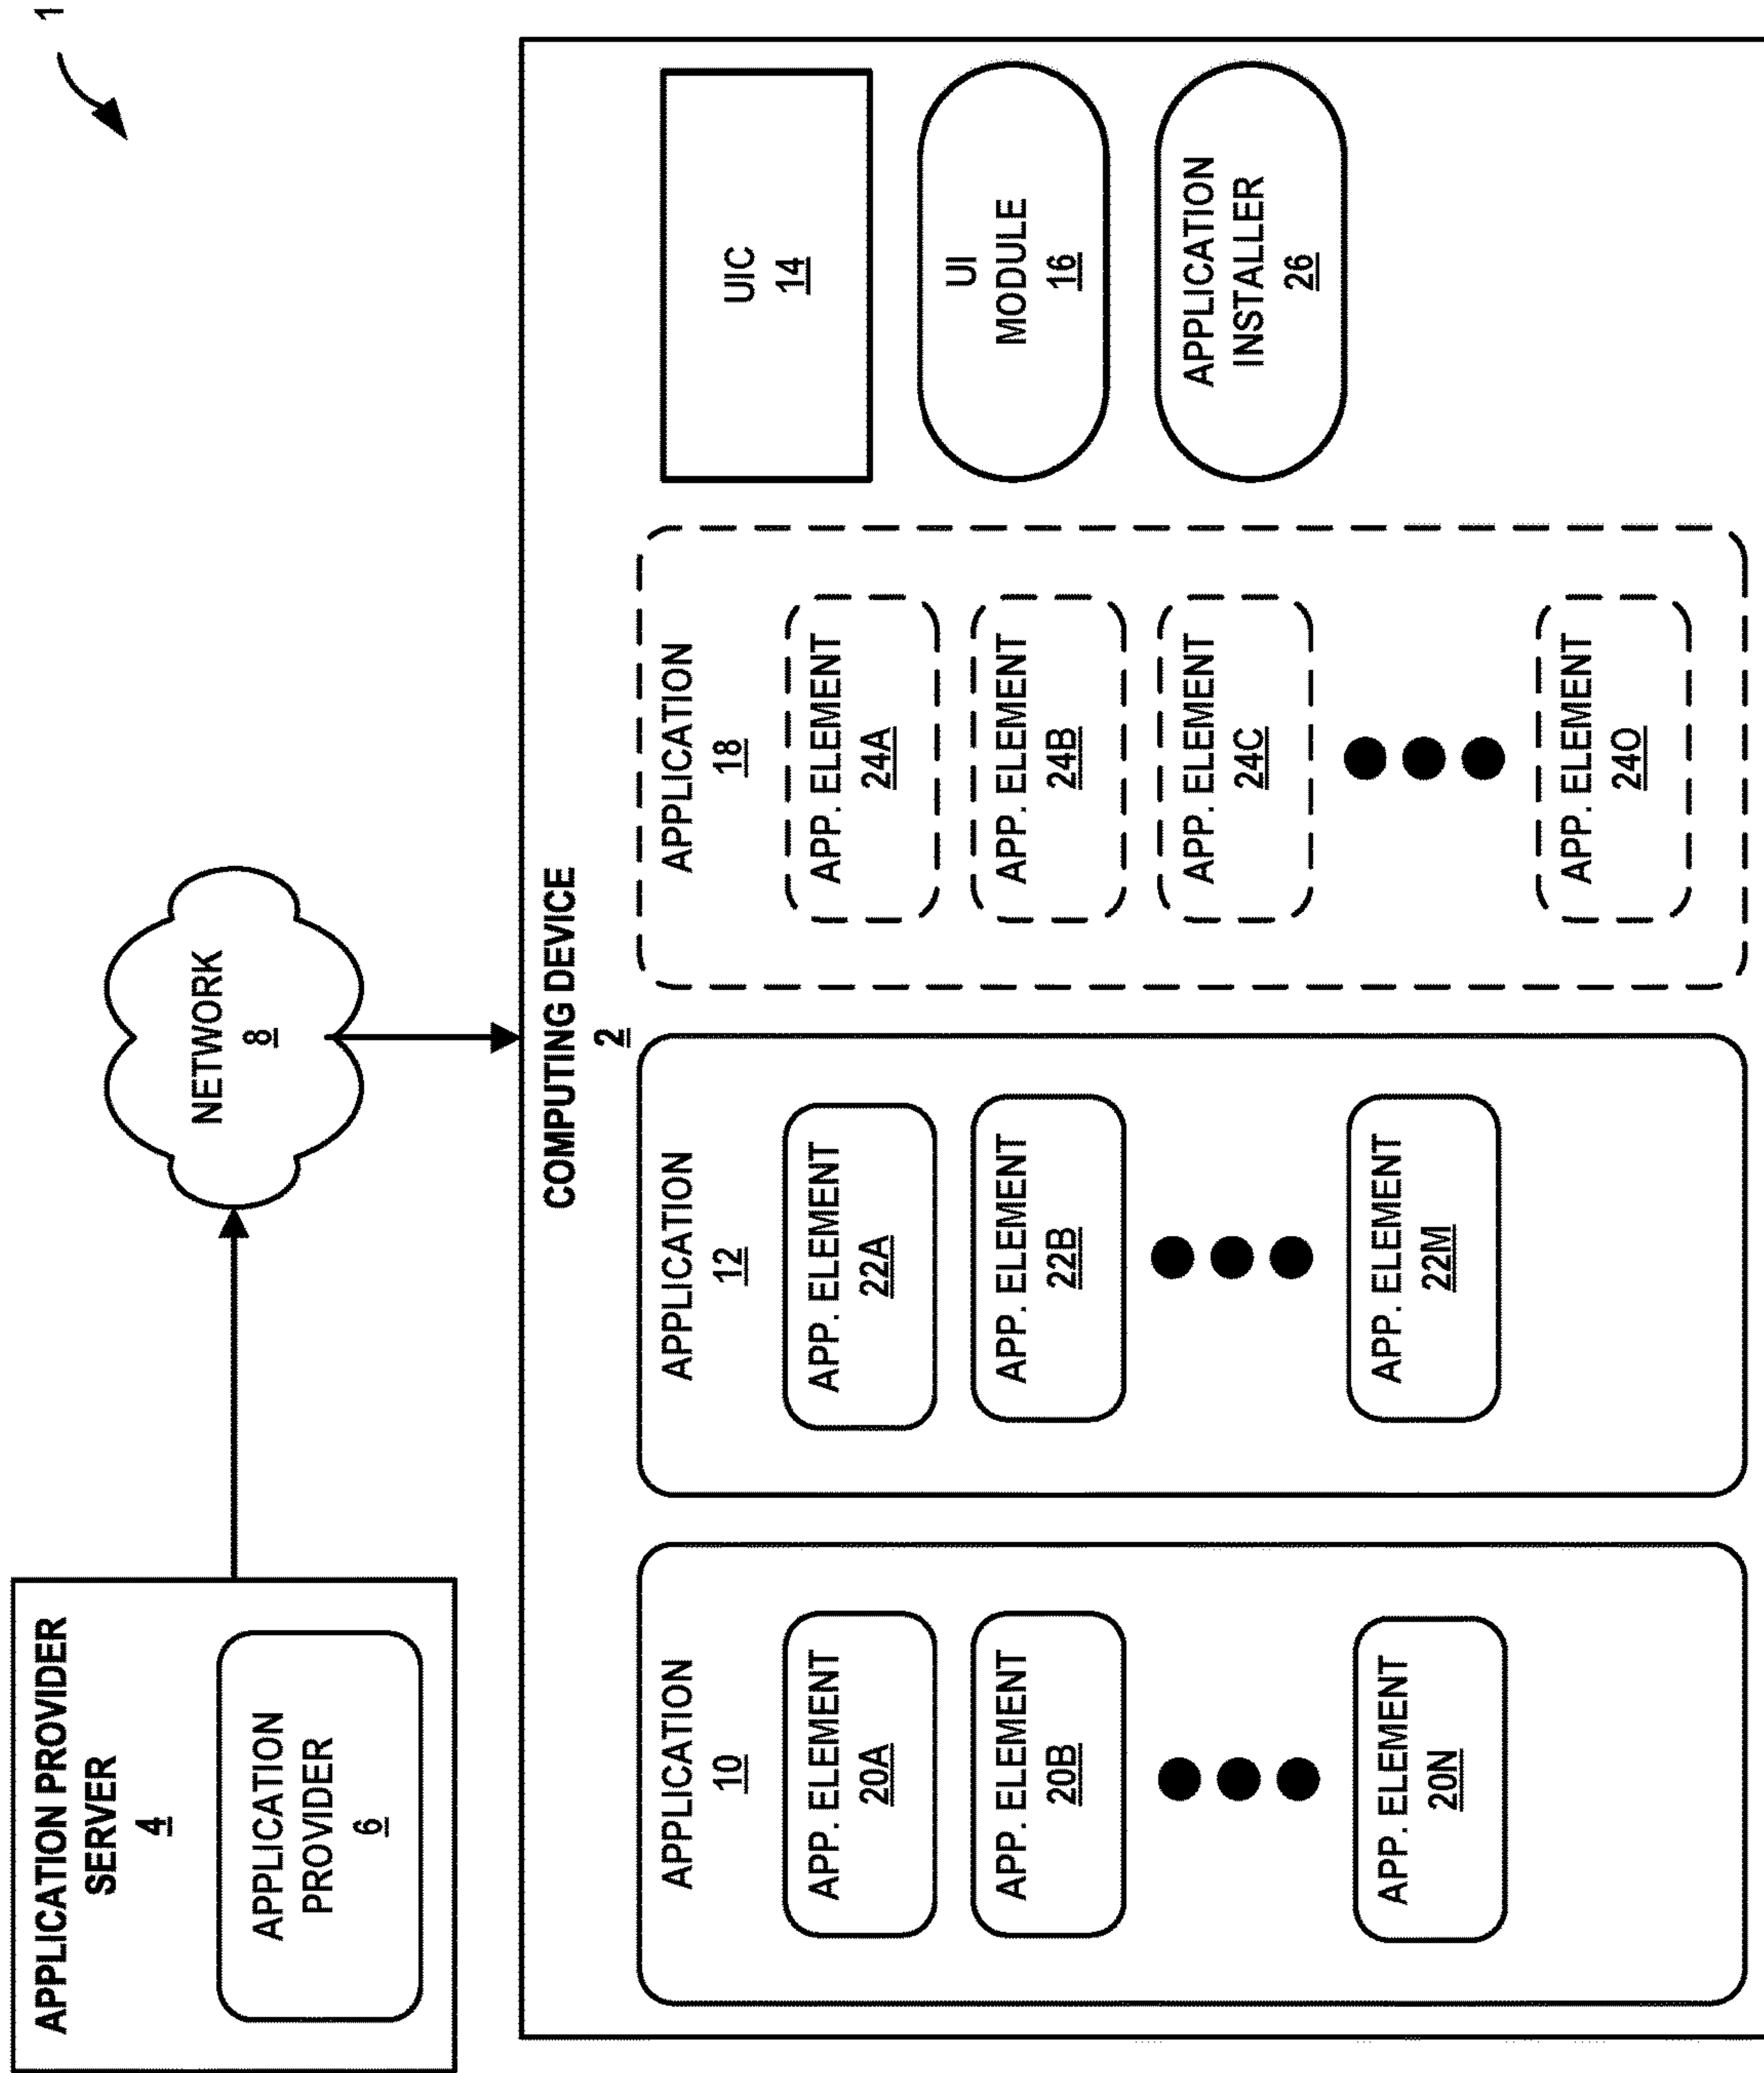 1
APPLICATION PROVIDER
SERVER
4
APPLICATION
PROVIDER
6
NETWORK
8
COMPUTING DEVICE
2
APPLICATION
10
APP. ELEMENT
20A
APP. ELEMENT
20B
APP. ELEMENT
20N
APPLICATION
12
APP. ELEMENT
22A
APP. ELEMENT
22B
APP. ELEMENT
22M
APPLICATION
18
APP. ELEMENT
24A
APP. ELEMENT
24B
APP. ELEMENT
24C
APP. ELEMENT
24O
UIC
14
UI
MODULE
16
APPLICATION
INSTALLER
26